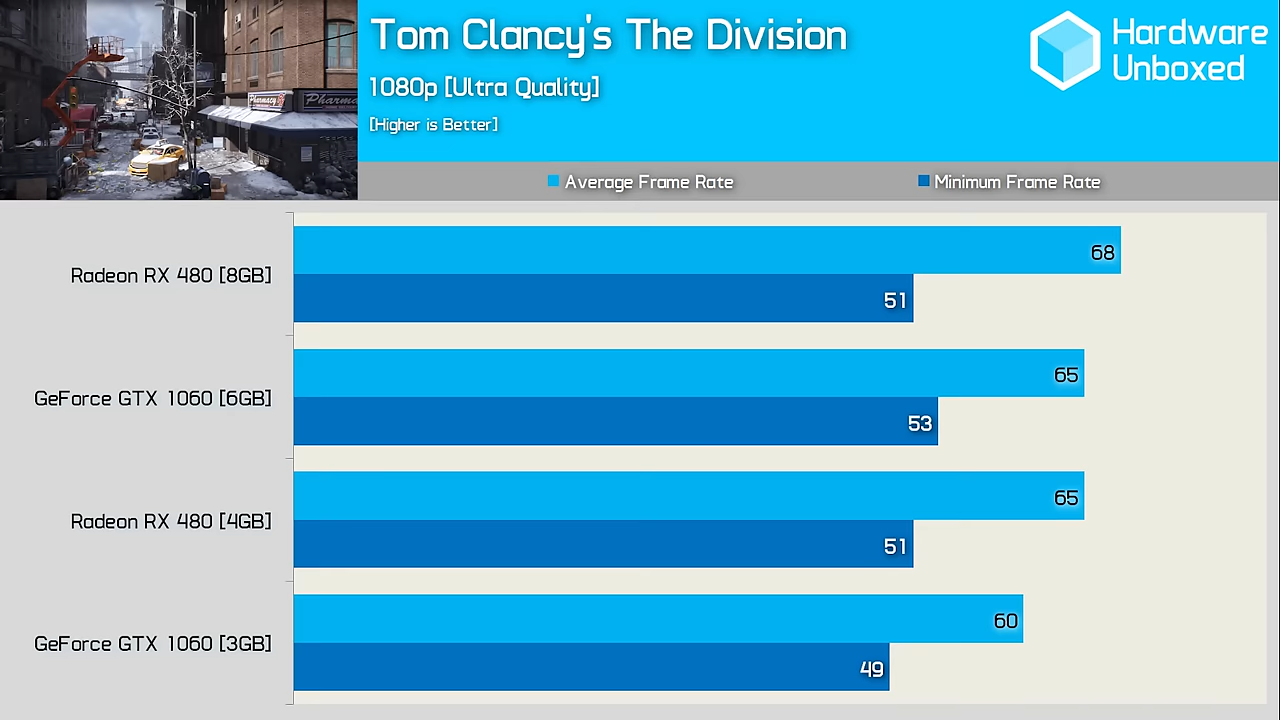 Tom Clancy's The Division
Hardware
Unboxed
1080p [Ultra Quality]
[Higher is Better]
Pharmacy
Pharma
Average Frame Rate
Minimum Frame Rate
Radeon RX 480 [8GB]
68
51
GeForce GTX 1060 [6GB]
65
53
Radeon RX 480 [4GB]
65
51
GeForce GTX 1060 [3GB]
60
49